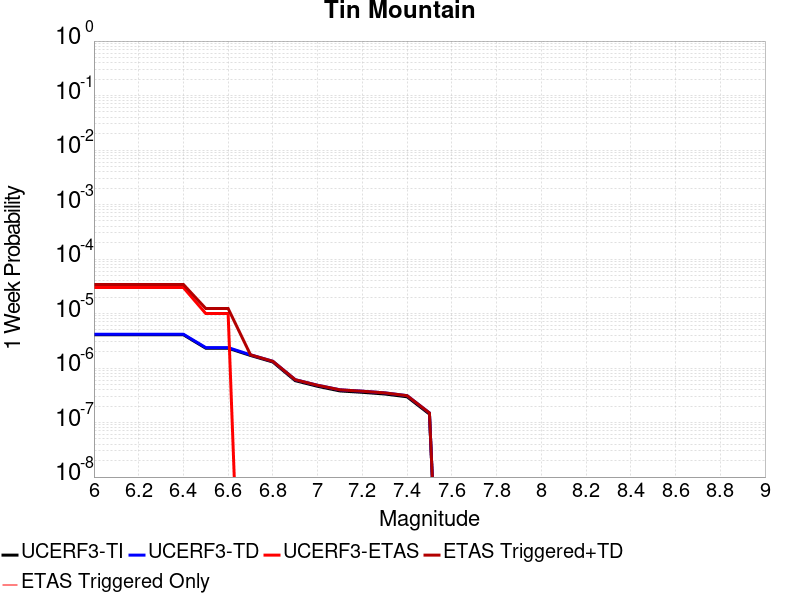 Tin Mountain
1 Week Probability
10^0
10^-1
10^-2
10^-3
10^-4
10^-5
10^-6
10^-7
10^-8
6 6.2 6.4 6.6 6.8 7 7.2 7.4 7.6 7.8 8 8.2 8.4 8.6 8.8 9
Magnitude
UCERF3-TI UCERF3-TD UCERF3-ETAS ETAS Triggered+TD
ETAS Triggered Only